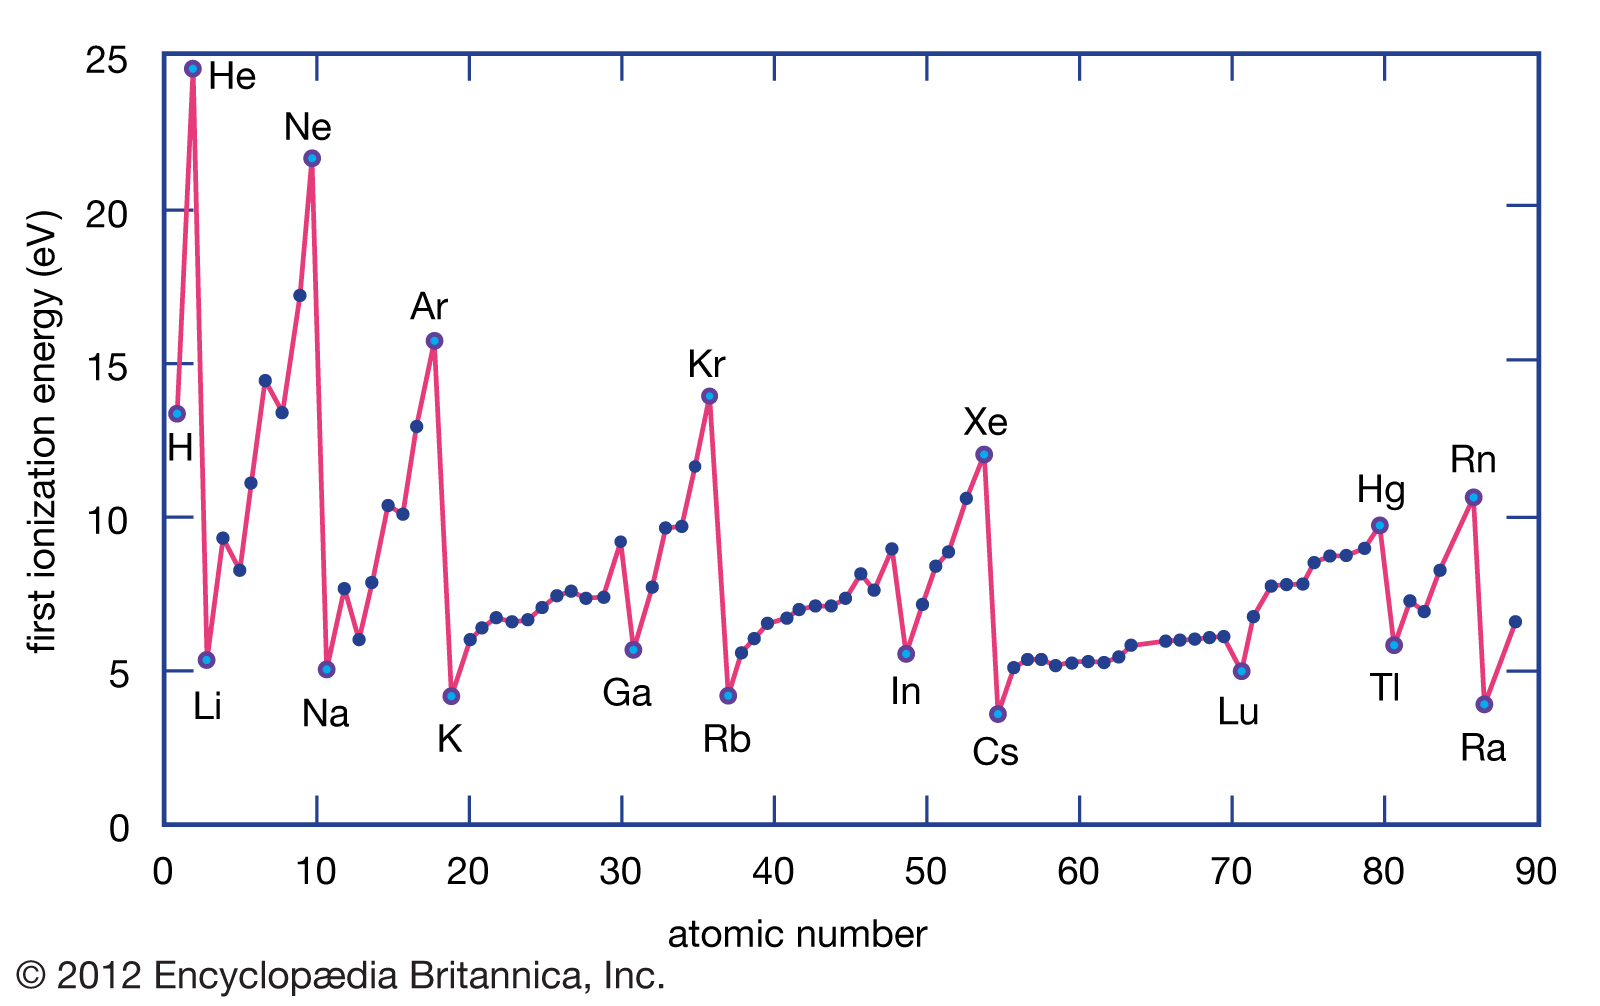 25
He
Ne
20
Ar
Kr
15
Xe
H
Rn
Hg
10
first ionization energy (eV)
5
Li
Na
K
Ga
Rb
In
Cs
Lu
Tl
Ra
0
0 10 20 30 40 50 60 70 80 90
atomic number
© 2012 Encyclopædia Britannica, Inc.